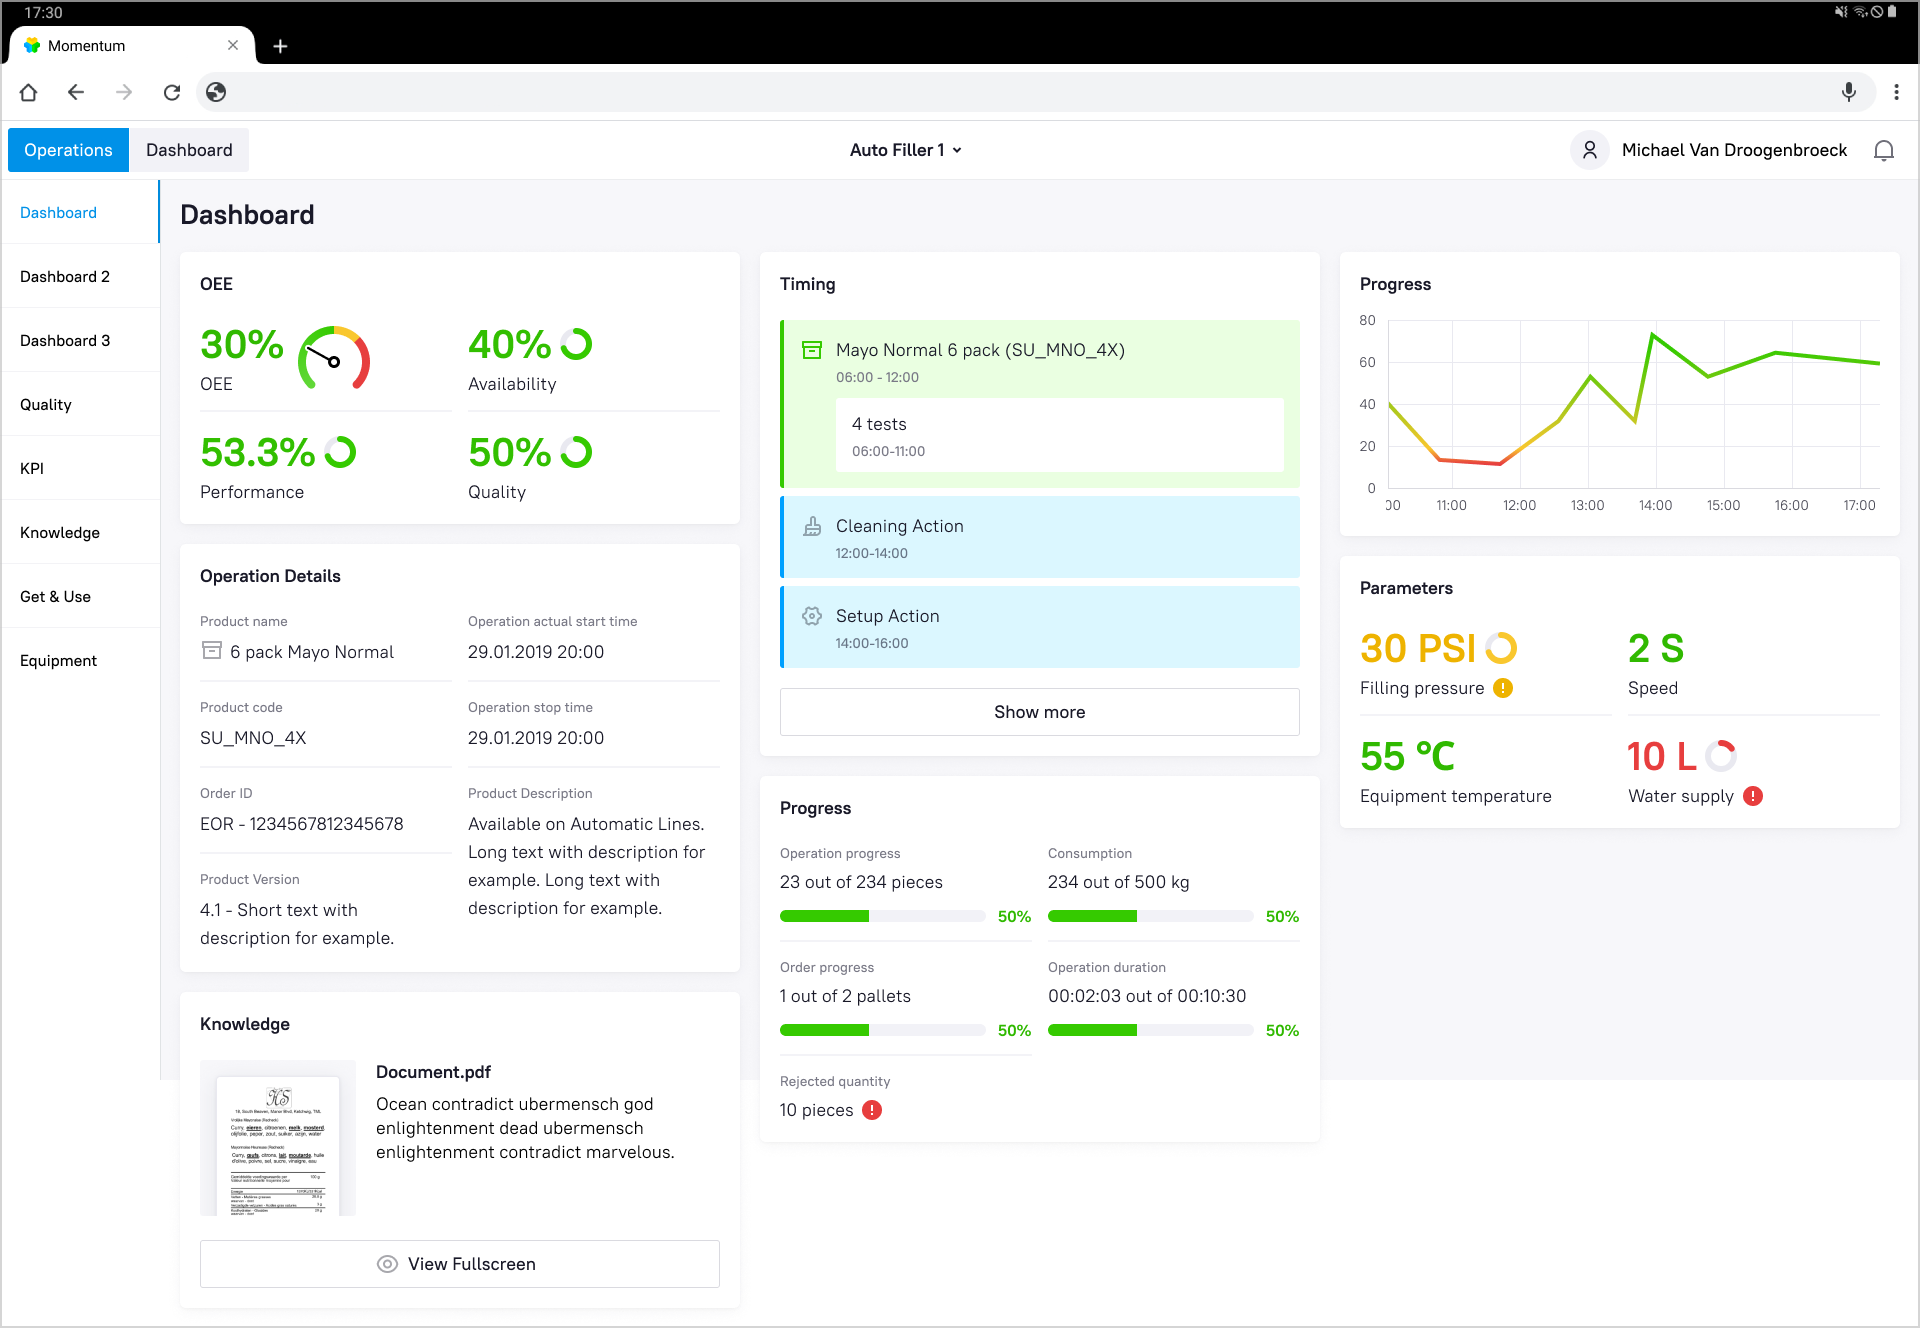 17:30
Momentum
Operations
Dashboard
Auto Filler 1
Michael Van Droogenbroeck
Dashboard
Dashboard 2
Dashboard 3
Quality
KPI
Knowledge
Get & Use
Equipment
Dashboard
OEE
30%
OEE
40%
Availability
53.3%
Performance
50%
Quality
Operation Details
Product name
6 pack Mayo Normal
Operation actual start time
29.01.2019 20:00
Product code
SU_MNO_4X
Operation stop time
29.01.2019 20:00
Order ID
EOR - 1234567812345678
Product Description
Available on Automatic Lines.
Long text with description for
example. Long text with
description for example.
Product Version
4.1 - Short text with
description for example.
Knowledge
Document.pdf
Ocean contradict ubermensch god
enlightenment dead ubermensch
enlightenment contradict marvelous.
View Fullscreen
Timing
Mayo Normal 6 pack (SU_MNO_4X)
06:00 - 12:00
4 tests
06:00-11:00
Cleaning Action
12:00-14:00
Setup Action
14:00-16:00
Show more
Progress
Operation progress
23 out of 234 pieces
50%
Consumption
234 out of 500 kg
50%
Order progress
1 out of 2 pallets
50%
Operation duration
00:02:03 out of 00:10:30
50%
Rejected quantity
10 pieces
Progress
80
60
40
20
0
00 11:00 12:00 13:00 14:00 15:00 16:00 17:00
Parameters
30 PSI
Filling pressure
2 S
Speed
55 °C
Equipment temperature
10 L
Water supply